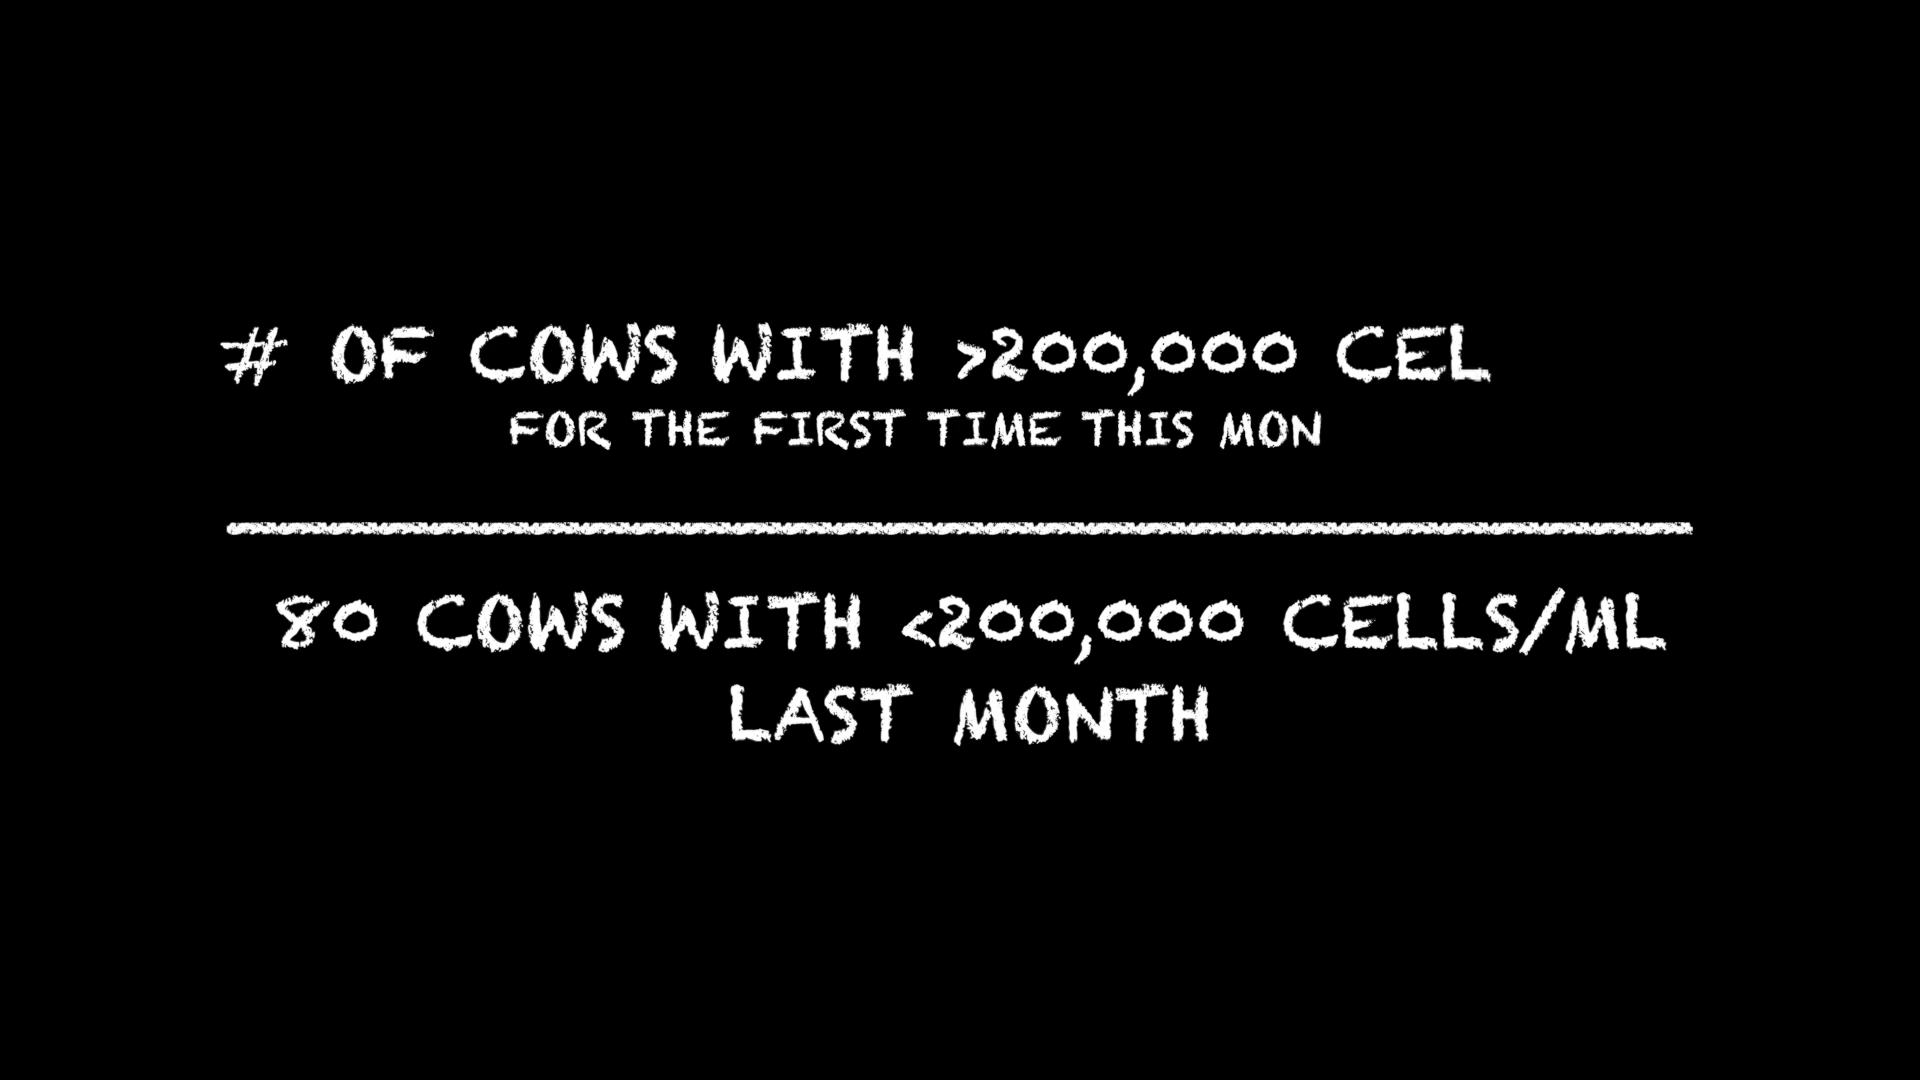 # OF COWS WITH >200,000 CEL
FOR THE FIRST TIME THIS MON
80 COWS WITH <200,000 CELLS/ML
LAST MONTH